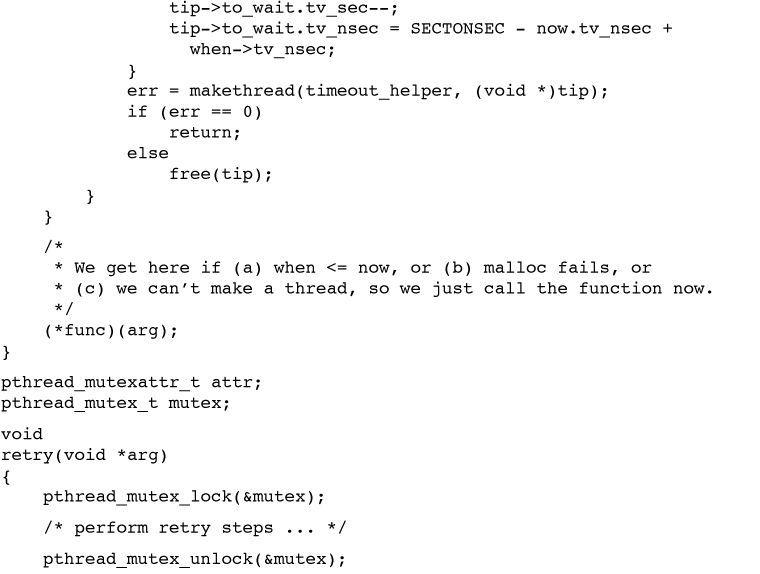 tip->to_wait.tv_sec--;
tip->to_wait.tv_nsec = SECTONSEC - now.tv_nsec +
when->tv_nsec;
}
err = makethread(timeout_helper, (void *)tip);
if (err == 0)
return;
else
free(tip);
}
}
/*
* We get here if (a) when <= now, or (b) malloc fails, or
* (c) we can’t make a thread, so we just call the function now.
*/
(*func)(arg);
}
pthread_mutexattr_t attr;
pthread_mutex_t mutex;
void
retry(void *arg)
{
pthread_mutex_lock(&mutex);
/* perform retry steps ... */
pthread_mutex_unlock(&mutex);